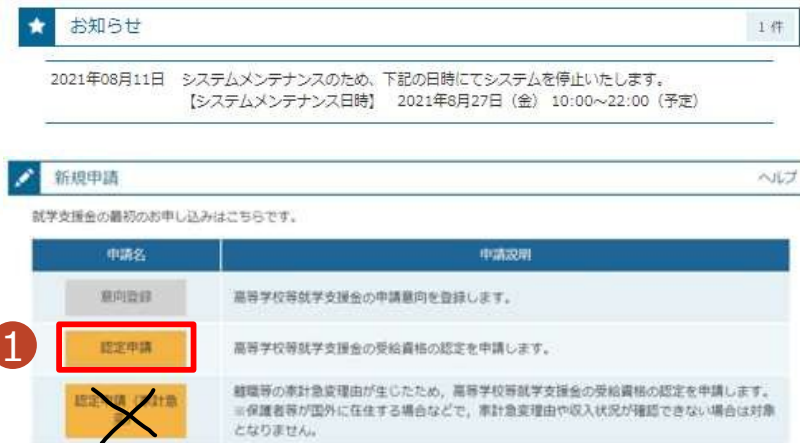 お知らせ
1 件
2021年08月11日 システムメンテナンスのため、下記の日時にてシステムを停止いたします。
【システムメンテナンス日時】 2021年8月27日（金） 10:00～22:00（予定）
新規申請
ヘルプ
就学支援金の最初のお申し込みはこちらです。
申請名 申請説明
意向登録 高等学校等就学支援金の申請意向を登録します。
1
認定申請 高等学校等就学支援金の受給資格の認定を申請します。
認定申請（家計急
離職等の家計急変理由が生じたため、高等学校等就学支援金の受給資格の認定を申請します。
※保護者等が国外に在住する場合などで，家計急変理由や収入状況が確認できない場合は対象
となりません。